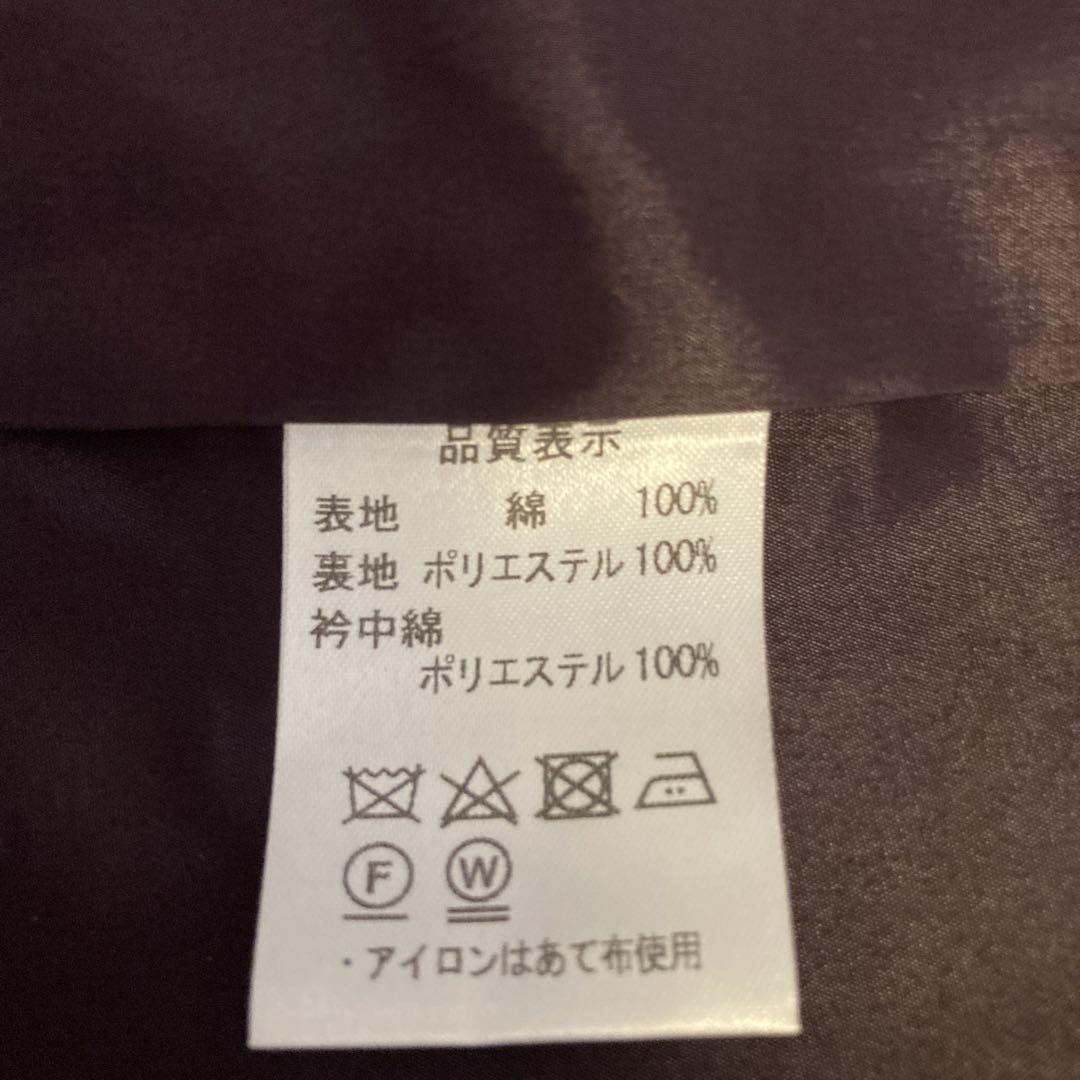 品質表示
表地 綿 100%
裏地 ポリエステル 100%
衿中綿
ポリエステル 100%
F W
・アイロンはあて布使用